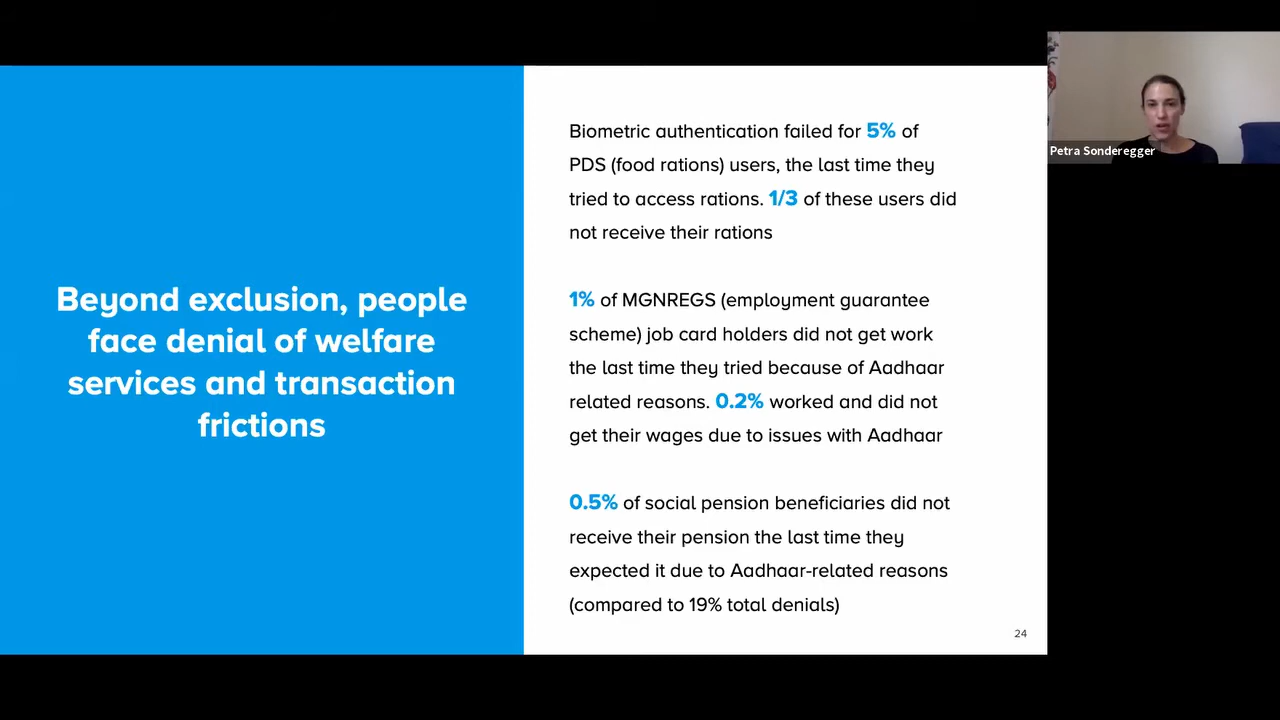 Beyond exclusion, people
face denial of welfare
services and transaction
frictions
Biometric authentication failed for 5% of
PDS (food rations) users, the last time they
tried to access rations. 1/3 of these users did
not receive their rations
1% of MGNREGS (employment guarantee
scheme) job card holders did not get work
the last time they tried because of Aadhaar
related reasons. 0.2% worked and did not
get their wages due to issues with Aadhaar
0.5% of social pension beneficiaries did not
receive their pension the last time they
expected it due to Aadhaar-related reasons
(compared to 19% total denials)
24
Petra Sonderegger